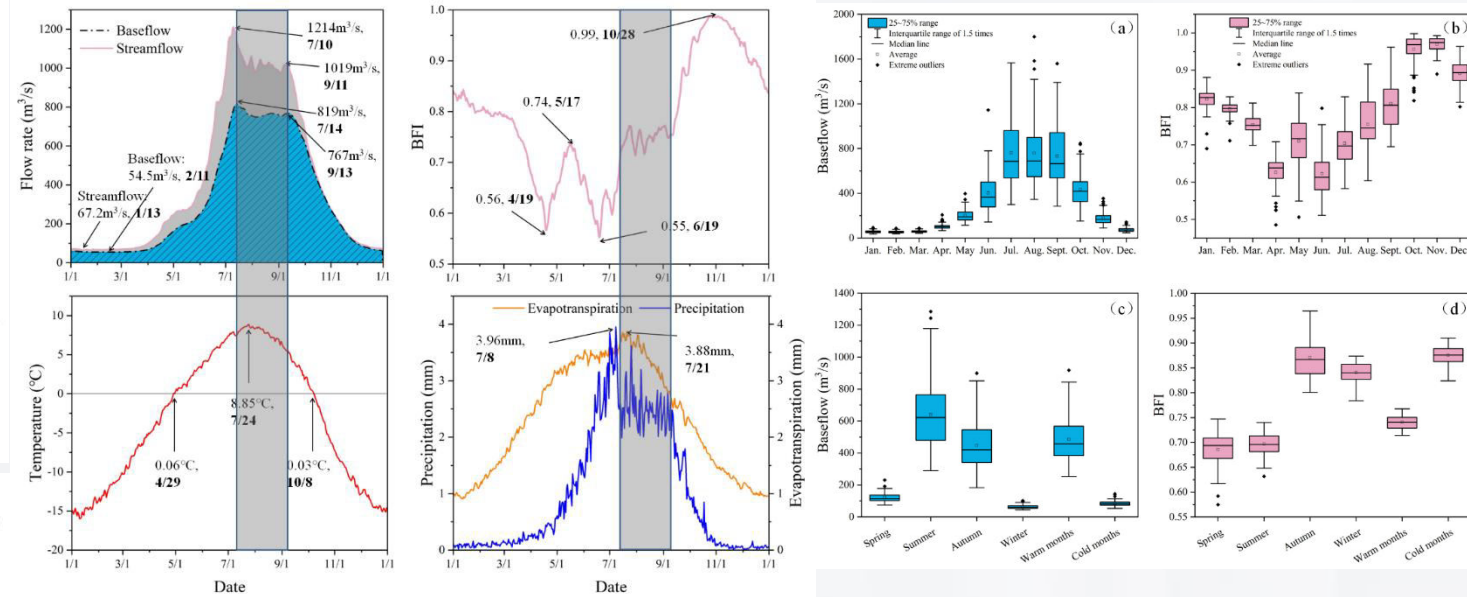 Flow rate (m³/s)
1200
1000
800
600
400
200
0
Baseflow
Streamflow
1214m³/s,
7/10
1019m³/s,
9/11
819m³/s,
7/14
767m³/s,
9/13
Baseflow:
54.5m³/s, 2/11
Streamflow:
67.2m³/s, 1/13
1/1 3/1 5/1 7/1 9/1 11/1 1/1
BFI
1.0
0.9
0.8
0.7
0.6
0.5
0.99, 10/28
0.74, 5/17
0.56, 4/19
0.55, 6/19
1/1 3/1 5/1 7/1 9/1 11/1 1/1
Temperature (℃)
10
5
0
-5
-10
-15
-20
8.85℃,
7/24
0.06℃,
4/29
0.03℃,
10/8
1/1 3/1 5/1 7/1 9/1 11/1 1/1
Date
Precipitation (mm)
4
3
2
1
0
Evapotranspiration
Precipitation
3.96mm,
7/8
3.88mm,
7/21
4
3
2
1
0
Evapotranspiration (mm)
1/1 3/1 5/1 7/1 9/1 11/1 1/1
Date
Baseflow (m³/s)
2000
1600
1200
800
400
0
25~75% range
Interquartile range of 1.5 times
Median line
Average
Extreme outliers
(a)
Jan. Feb. Mar. Apr. May Jun. Jul. Aug. Sept. Oct. Nov. Dec.
BFI
1.0
0.9
0.8
0.7
0.6
0.5
25~75% range
Interquartile range of 1.5 times
Median line
Average
Extreme outliers
(b)
Jan. Feb. Mar. Apr. May Jun. Jul. Aug. Sept. Oct. Nov. Dec.
Baseflow (m³/s)
1400
1200
1000
800
600
400
200
0
(c)
Spring Summer Autumn Winter Warm months Cold months
BFI
1.00
0.95
0.90
0.85
0.80
0.75
0.70
0.65
0.60
0.55
(d)
Spring Summer Autumn Winter Warm months Cold months